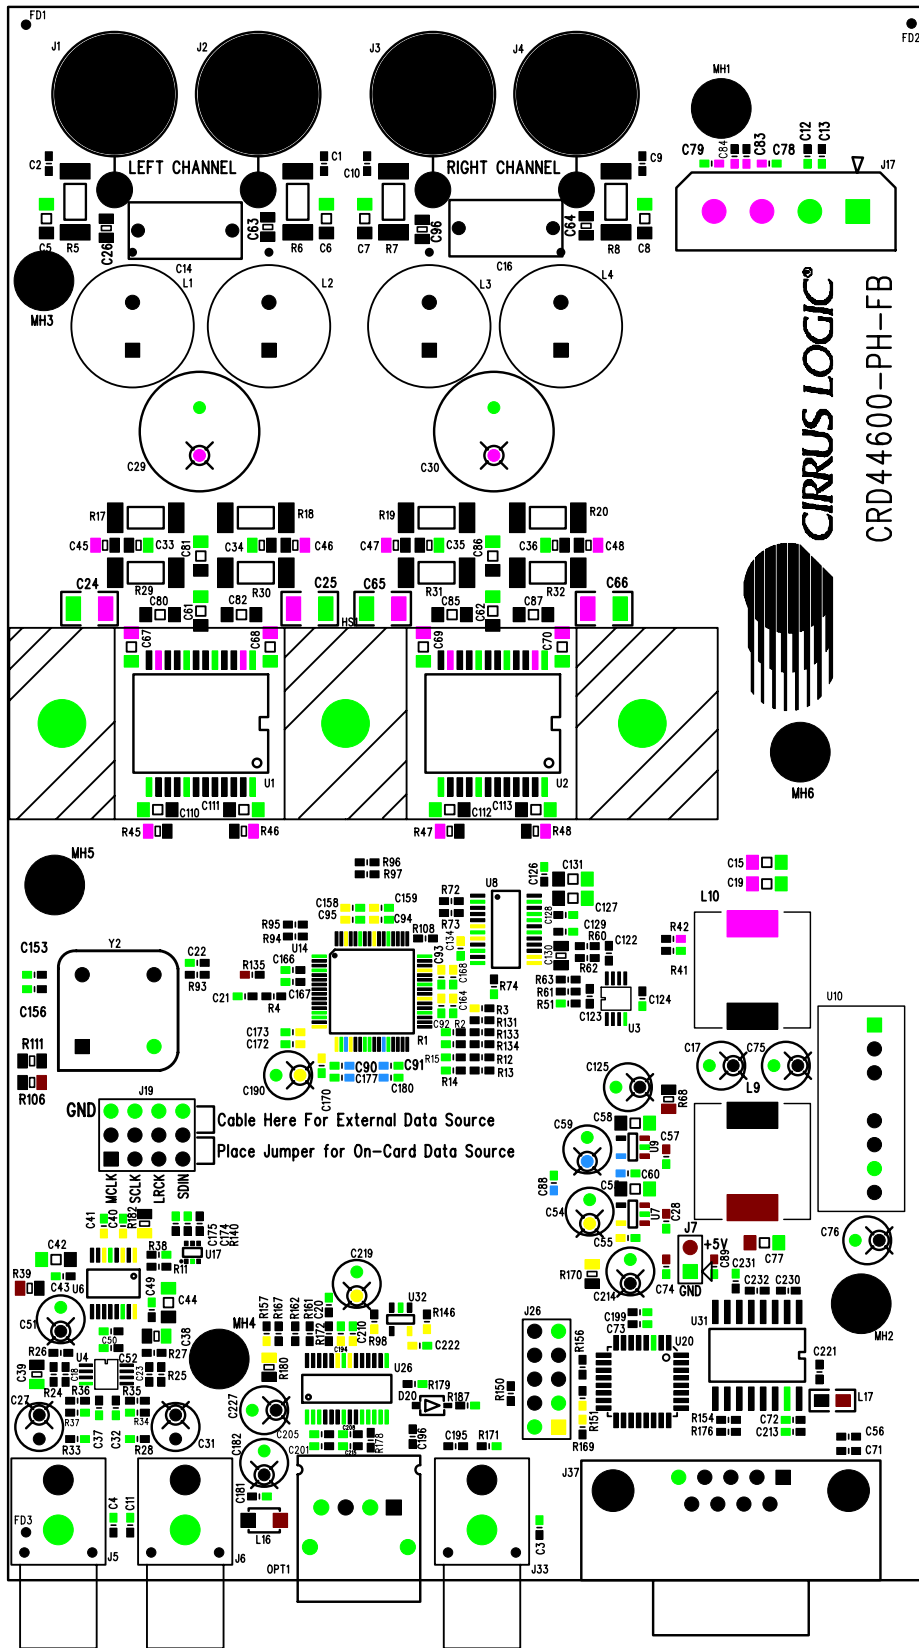 FD1
FD2
J1
J2
J3
J4
MH1
C2
LEFT CHANNEL
C1
C10
RIGHT CHANNEL
C9
C79
C84
C83
C78
C12
C13
J17
C5
R5
C26
C63
R6
C6
C7
R7
C96
C64
R8
C8
C14
C16
MH3
L1
L2
L3
L4
CIRRUS LOGIC®
CRD44600-PH-FB
C29
C30
R17
R18
R19
R20
C45
C33
C81
C34
C46
C47
C35
C86
C36
C48
C24
R29
R30
C25
C65
R31
R32
C66
C80
C61
C82
C85
C62
C87
HS1
C67
C68
C69
C70
U1
U2
MH6
C110
C111
C112
C113
R45
R46
R47
R48
MH5
R96
R97
C126
C131
C15
C19
L10
U8
R72
R73
C158
C159
C95
C94
R95
R94
U14
R108
C134
C128
C127
C129
R60
C122
R42
R41
C153
C156
Y2
C22
R93
R135
C166
C167
C21
R4
C93
C168
C164
C130
R62
R63
R61
R51
R74
C123
U3
C124
U10
R3
R131
R133
R134
C92
R2
R1
R12
R13
R15
R14
C173
C172
C90
C91
C177
C180
C190
C170
R111
R106
C125
R68
C17
C75
L9
J19
GND
Cable Here For External Data Source
Place Jumper for On-Card Data Source
MCLK
SCLK
LRCK
SDIN
C59
C58
U9
C57
C60
C88
C54
U7
C28
C55
J7
+5V
GND
C89
C77
C76
C41
C40
R182
C175
C174
R140
U17
C42
R38
R11
R39
C43
U6
C49
C44
C51
C38
C50
R170
C214
C74
C231
C232
C230
MH2
C219
R157
R167
R162
R161
C20
R172
C210
R98
U32
R146
C222
C199
C73
U20
U31
J26
R156
MH4
R26
U4
C52
R27
R25
C18
C23
C39
R24
R180
C194
U26
R179
D20
R187
R150
R151
R169
C221
L17
C27
R36
R37
R35
R34
C31
C227
R33
C37
C32
R28
C182
C205
C201
R178
C196
C195
R171
R154
R176
C72
C213
C56
C71
C181
L16
C4
C11
J37
FD3
J5
J6
OPT1
J33
C3